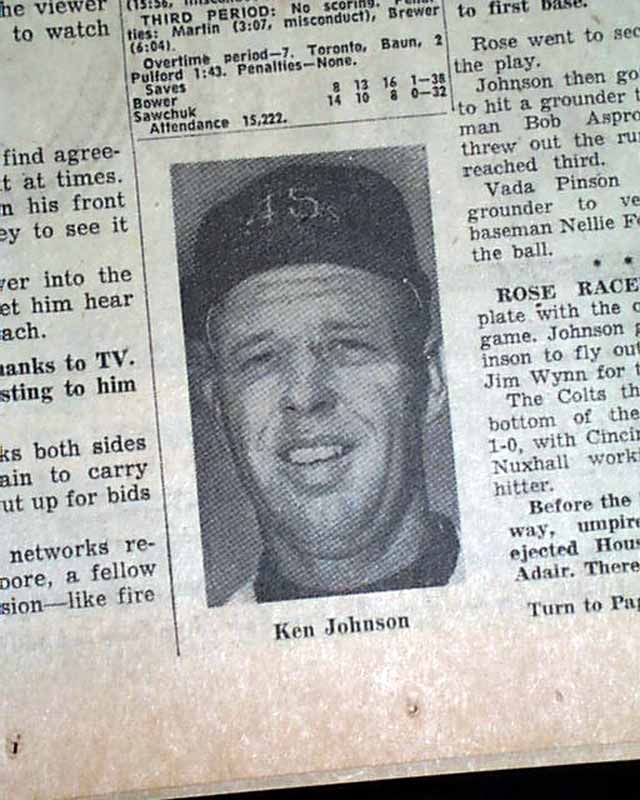 he viewer
to watch
find agree-
t at times.
n his front
ey to see it
ver into the
et him hear
ach.
hanks to TV.
sting to him
ks both sides
ain to carry
ut up for bids
networks re-
oore, a fellow
sion—like fire
THIRD PERIOD: No scoring.
ties: Martin (3:07, misconduct), Brewer
(6:04).
Overtime period—7. Toronto, Baun, 2
Pulford 1:43. Penalties—None.
Saves
Bower 8 13 16 1—38
Sawchuk 14 10 8 0—32
Attendance 15,222.
.45s
Ken Johnson
to first base.
Rose went to sec
the play.
Johnson then go
to hit a grounder t
man Bob Aspro
threw out the ru
reached third.
Vada Pinson
grounder to ve
baseman Nellie F
the ball.
* *
ROSE RACE
plate with the
game. Johnson
inson to fly out
Jim Wynn for t
The Colts th
bottom of the
1-0, with Cinci
Nuxhall worki
hitter.
Before the
way, umpire
ejected Hous
Adair. There
Turn to Pag